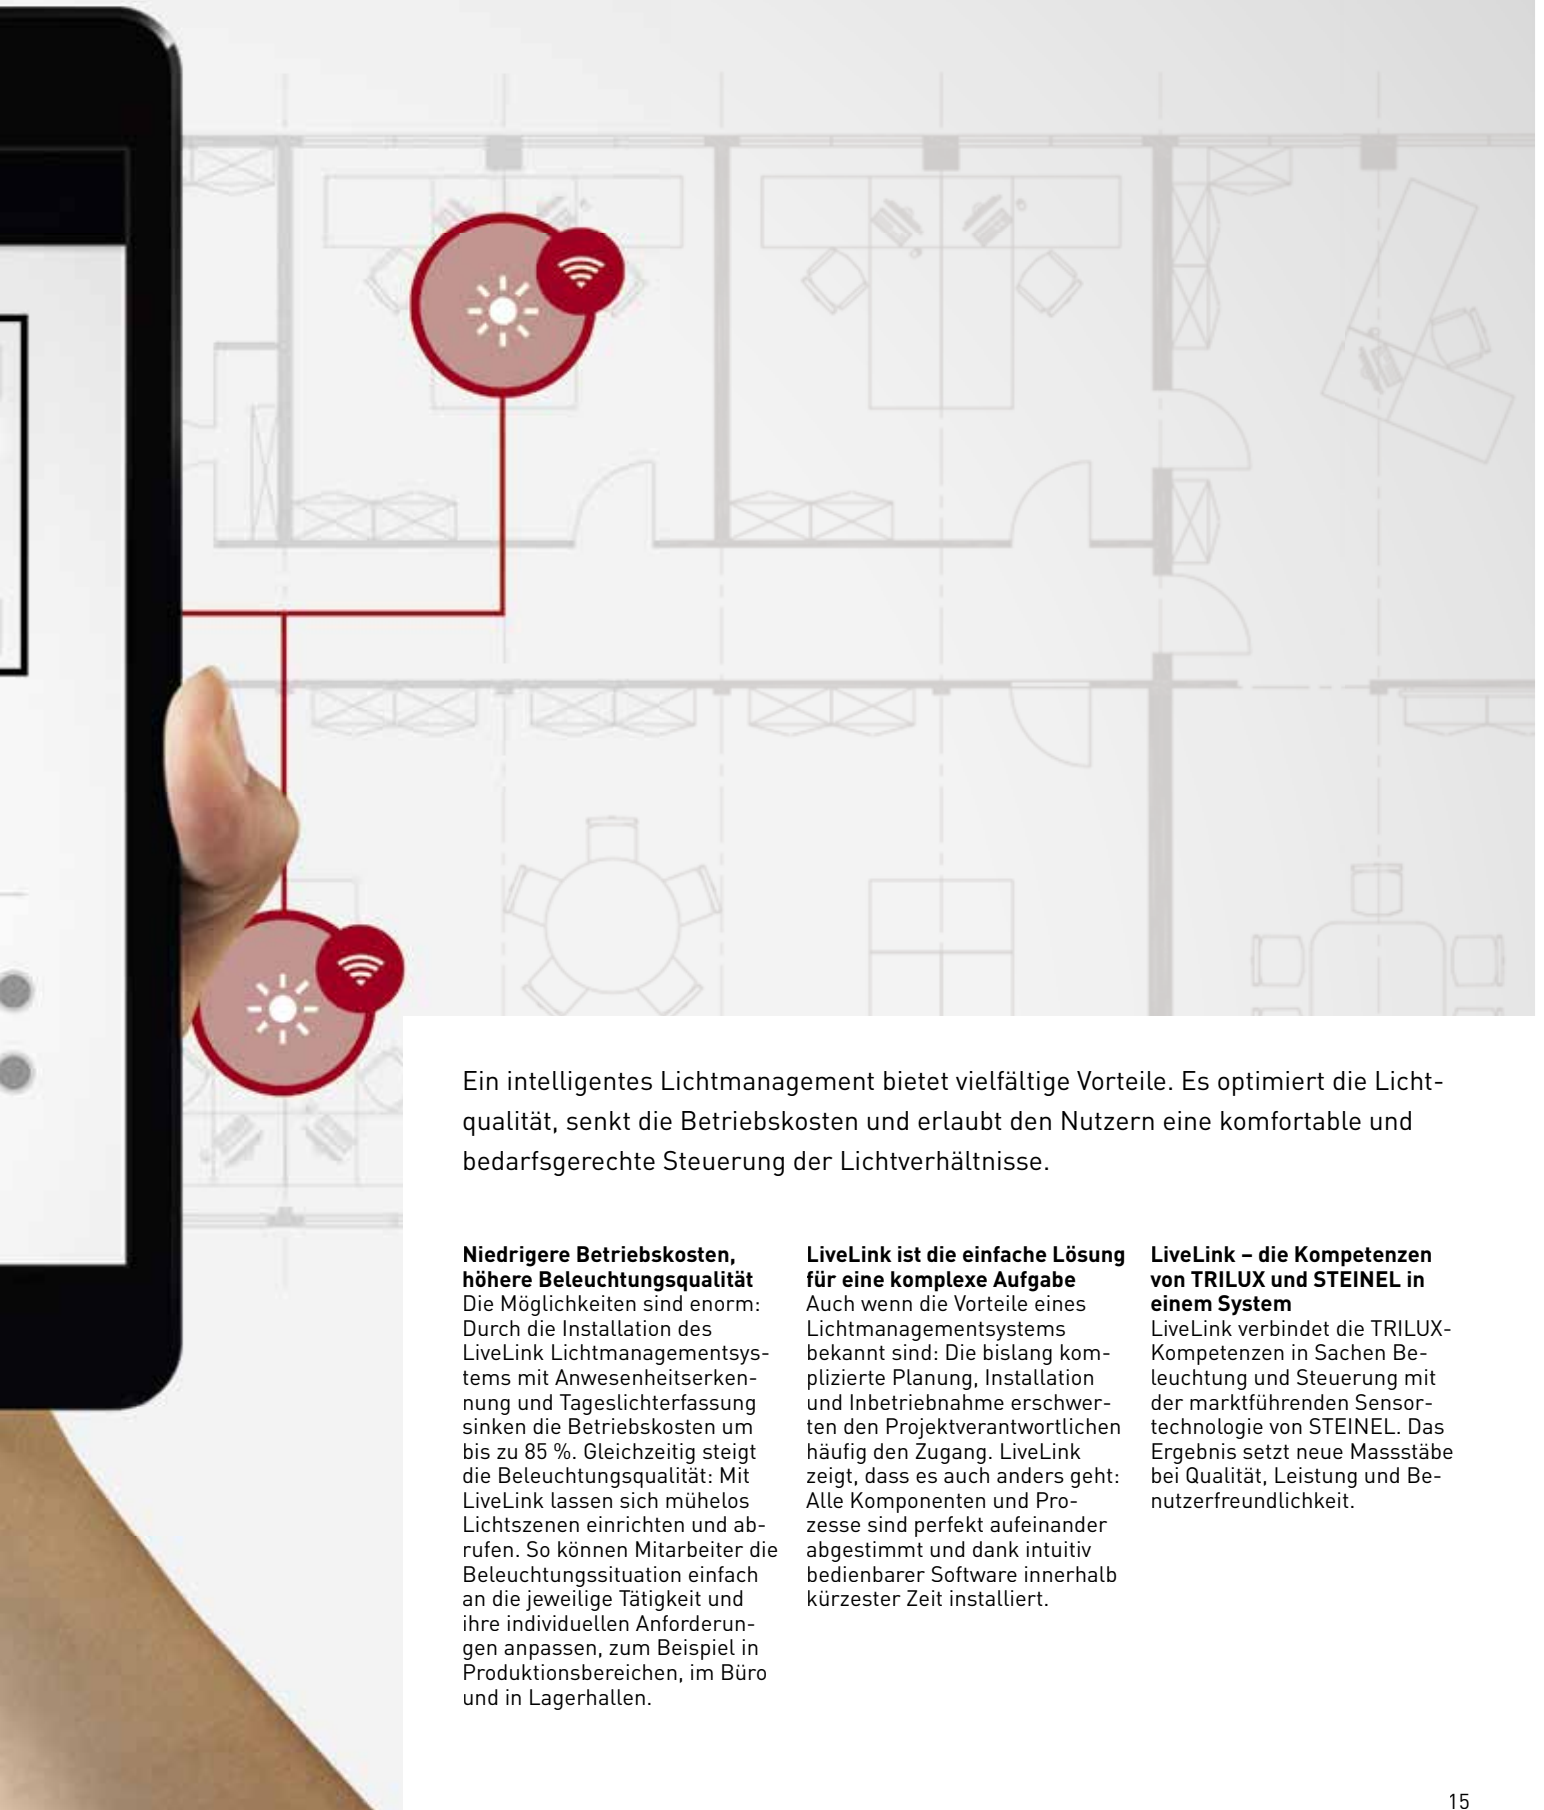 Ein intelligentes Lichtmanagement bietet vielfältige Vorteile. Es optimiert die Licht-
qualität, senkt die Betriebskosten und erlaubt den Nutzern eine komfortable und
bedarfsgerechte Steuerung der Lichtverhältnisse.
Niedrigere Betriebskosten,
höhere Beleuchtungsqualität
Die Möglichkeiten sind enorm:
Durch die Installation des
LiveLink Lichtmanagementsys-
tems mit Anwesenheitserken-
nung und Tageslichterfassung
sinken die Betriebskosten um
bis zu 85 %. Gleichzeitig steigt
die Beleuchtungsqualität: Mit
LiveLink lassen sich mühelos
Lichtszenen einrichten und ab-
rufen. So können Mitarbeiter die
Beleuchtungssituation einfach
an die jeweilige Tätigkeit und
ihre individuellen Anforderun-
gen anpassen, zum Beispiel in
Produktionsbereichen, im Büro
und in Lagerhallen.
LiveLink ist die einfache Lösung
für eine komplexe Aufgabe
Auch wenn die Vorteile eines
Lichtmanagementsystems
bekannt sind: Die bislang kom-
plizierte Planung, Installation
und Inbetriebnahme erschwer-
ten den Projektverantwortlichen
häufig den Zugang. LiveLink
zeigt, dass es auch anders geht:
Alle Komponenten und Pro-
zesse sind perfekt aufeinander
abgestimmt und dank intuitiv
bedienbarer Software innerhalb
kürzester Zeit installiert.
LiveLink – die Kompetenzen
von TRILUX und STEINEL in
einem System
LiveLink verbindet die TRILUX-
Kompetenzen in Sachen Be-
leuchtung und Steuerung mit
der marktführenden Sensor-
technologie von STEINEL. Das
Ergebnis setzt neue Massstäbe
bei Qualität, Leistung und Be-
nutzerfreundlichkeit.
15